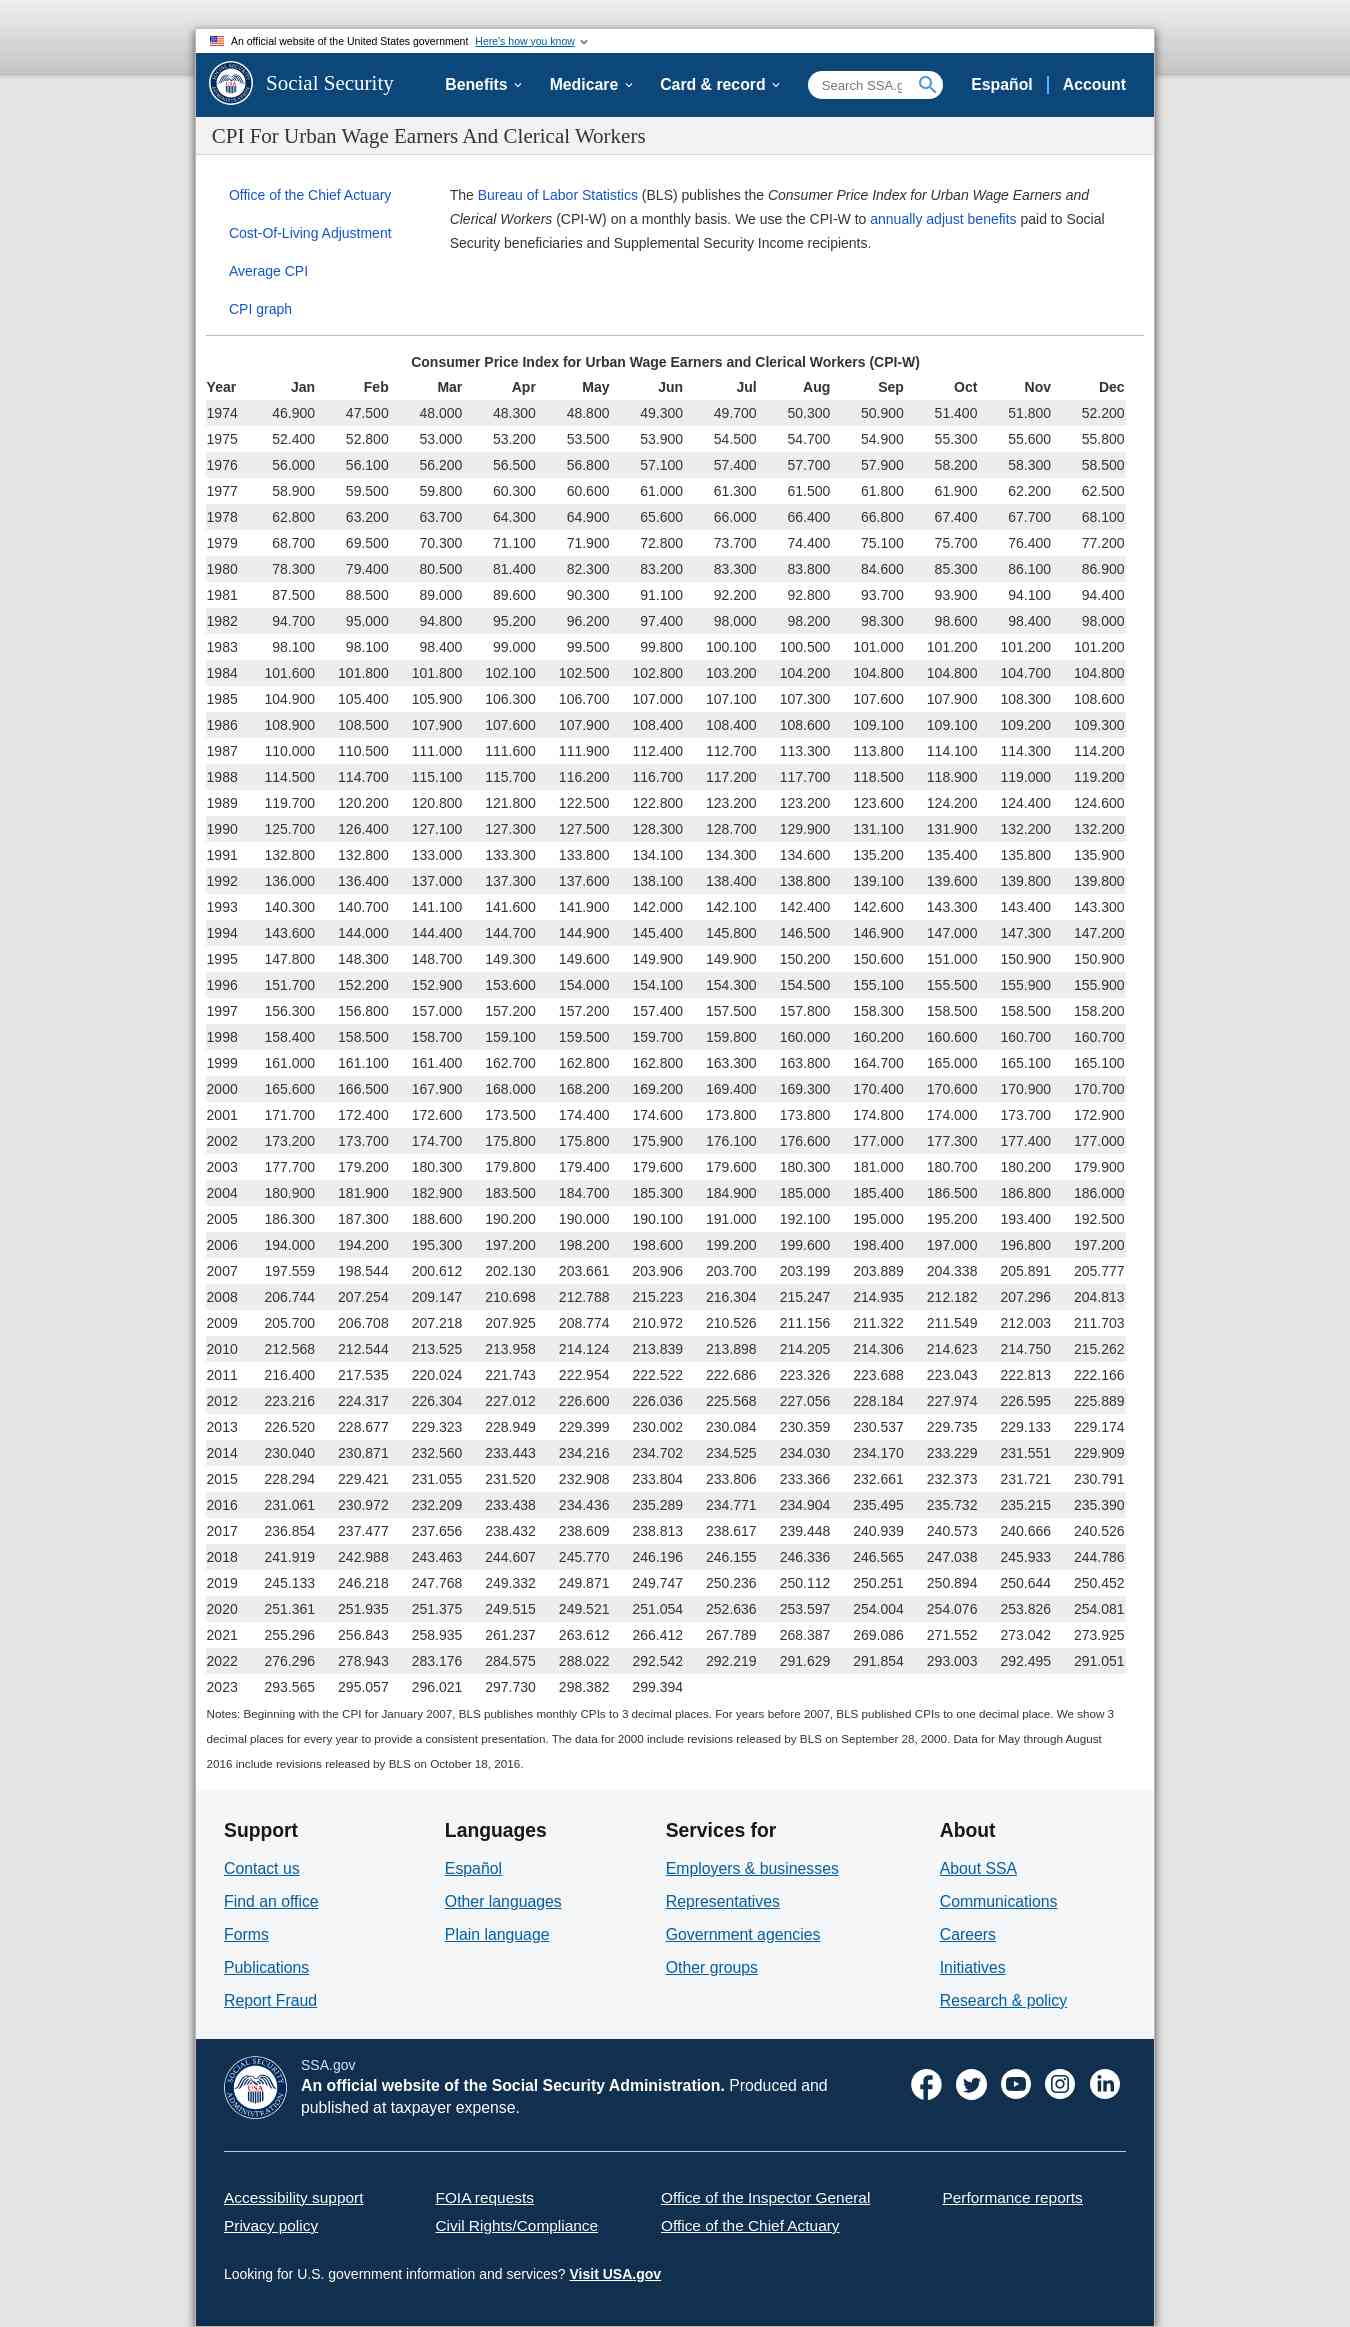 An official website of the United States government Here's how you know
Social Security Benefits Medicare Card & record Search SSA.g Español Account
CPI For Urban Wage Earners And Clerical Workers
Office of the Chief Actuary
Cost-Of-Living Adjustment
Average CPI
CPI graph
The Bureau of Labor Statistics (BLS) publishes the Consumer Price Index for Urban Wage Earners and
Clerical Workers (CPI-W) on a monthly basis. We use the CPI-W to annually adjust benefits paid to Social
Security beneficiaries and Supplemental Security Income recipients.
Consumer Price Index for Urban Wage Earners and Clerical Workers (CPI-W)
Year Jan Feb Mar Apr May Jun Jul Aug Sep Oct Nov Dec
1974 46.900 47.500 48.000 48.300 48.800 49.300 49.700 50.300 50.900 51.400 51.800 52.200
1975 52.400 52.800 53.000 53.200 53.500 53.900 54.500 54.700 54.900 55.300 55.600 55.800
1976 56.000 56.100 56.200 56.500 56.800 57.100 57.400 57.700 57.900 58.200 58.300 58.500
1977 58.900 59.500 59.800 60.300 60.600 61.000 61.300 61.500 61.800 61.900 62.200 62.500
1978 62.800 63.200 63.700 64.300 64.900 65.600 66.000 66.400 66.800 67.400 67.700 68.100
1979 68.700 69.500 70.300 71.100 71.900 72.800 73.700 74.400 75.100 75.700 76.400 77.200
1980 78.300 79.400 80.500 81.400 82.300 83.200 83.300 83.800 84.600 85.300 86.100 86.900
1981 87.500 88.500 89.000 89.600 90.300 91.100 92.200 92.800 93.700 93.900 94.100 94.400
1982 94.700 95.000 94.800 95.200 96.200 97.400 98.000 98.200 98.300 98.600 98.400 98.000
1983 98.100 98.100 98.400 99.000 99.500 99.800 100.100 100.500 101.000 101.200 101.200 101.200
1984 101.600 101.800 101.800 102.100 102.500 102.800 103.200 104.200 104.800 104.800 104.700 104.800
1985 104.900 105.400 105.900 106.300 106.700 107.000 107.100 107.300 107.600 107.900 108.300 108.600
1986 108.900 108.500 107.900 107.600 107.900 108.400 108.400 108.600 109.100 109.100 109.200 109.300
1987 110.000 110.500 111.000 111.600 111.900 112.400 112.700 113.300 113.800 114.100 114.300 114.200
1988 114.500 114.700 115.100 115.700 116.200 116.700 117.200 117.700 118.500 118.900 119.000 119.200
1989 119.700 120.200 120.800 121.800 122.500 122.800 123.200 123.200 123.600 124.200 124.400 124.600
1990 125.700 126.400 127.100 127.300 127.500 128.300 128.700 129.900 131.100 131.900 132.200 132.200
1991 132.800 132.800 133.000 133.300 133.800 134.100 134.300 134.600 135.200 135.400 135.800 135.900
1992 136.000 136.400 137.000 137.300 137.600 138.100 138.400 138.800 139.100 139.600 139.800 139.800
1993 140.300 140.700 141.100 141.600 141.900 142.000 142.100 142.400 142.600 143.300 143.400 143.300
1994 143.600 144.000 144.400 144.700 144.900 145.400 145.800 146.500 146.900 147.000 147.300 147.200
1995 147.800 148.300 148.700 149.300 149.600 149.900 149.900 150.200 150.600 151.000 150.900 150.900
1996 151.700 152.200 152.900 153.600 154.000 154.100 154.300 154.500 155.100 155.500 155.900 155.900
1997 156.300 156.800 157.000 157.200 157.200 157.400 157.500 157.800 158.300 158.500 158.500 158.200
1998 158.400 158.500 158.700 159.100 159.500 159.700 159.800 160.000 160.200 160.600 160.700 160.700
1999 161.000 161.100 161.400 162.700 162.800 162.800 163.300 163.800 164.700 165.000 165.100 165.100
2000 165.600 166.500 167.900 168.000 168.200 169.200 169.400 169.300 170.400 170.600 170.900 170.700
2001 171.700 172.400 172.600 173.500 174.400 174.600 173.800 173.800 174.800 174.000 173.700 172.900
2002 173.200 173.700 174.700 175.800 175.800 175.900 176.100 176.600 177.000 177.300 177.400 177.000
2003 177.700 179.200 180.300 179.800 179.400 179.600 179.600 180.300 181.000 180.700 180.200 179.900
2004 180.900 181.900 182.900 183.500 184.700 185.300 184.900 185.000 185.400 186.500 186.800 186.000
2005 186.300 187.300 188.600 190.200 190.000 190.100 191.000 192.100 195.000 195.200 193.400 192.500
2006 194.000 194.200 195.300 197.200 198.200 198.600 199.200 199.600 198.400 197.000 196.800 197.200
2007 197.559 198.544 200.612 202.130 203.661 203.906 203.700 203.199 203.889 204.338 205.891 205.777
2008 206.744 207.254 209.147 210.698 212.788 215.223 216.304 215.247 214.935 212.182 207.296 204.813
2009 205.700 206.708 207.218 207.925 208.774 210.972 210.526 211.156 211.322 211.549 212.003 211.703
2010 212.568 212.544 213.525 213.958 214.124 213.839 213.898 214.205 214.306 214.623 214.750 215.262
2011 216.400 217.535 220.024 221.743 222.954 222.522 222.686 223.326 223.688 223.043 222.813 222.166
2012 223.216 224.317 226.304 227.012 226.600 226.036 225.568 227.056 228.184 227.974 226.595 225.889
2013 226.520 228.677 229.323 228.949 229.399 230.002 230.084 230.359 230.537 229.735 229.133 229.174
2014 230.040 230.871 232.560 233.443 234.216 234.702 234.525 234.030 234.170 233.229 231.551 229.909
2015 228.294 229.421 231.055 231.520 232.908 233.804 233.806 233.366 232.661 232.373 231.721 230.791
2016 231.061 230.972 232.209 233.438 234.436 235.289 234.771 234.904 235.495 235.732 235.215 235.390
2017 236.854 237.477 237.656 238.432 238.609 238.813 238.617 239.448 240.939 240.573 240.666 240.526
2018 241.919 242.988 243.463 244.607 245.770 246.196 246.155 246.336 246.565 247.038 245.933 244.786
2019 245.133 246.218 247.768 249.332 249.871 249.747 250.236 250.112 250.251 250.894 250.644 250.452
2020 251.361 251.935 251.375 249.515 249.521 251.054 252.636 253.597 254.004 254.076 253.826 254.081
2021 255.296 256.843 258.935 261.237 263.612 266.412 267.789 268.387 269.086 271.552 273.042 273.925
2022 276.296 278.943 283.176 284.575 288.022 292.542 292.219 291.629 291.854 293.003 292.495 291.051
2023 293.565 295.057 296.021 297.730 298.382 299.394
Notes: Beginning with the CPI for January 2007, BLS publishes monthly CPIs to 3 decimal places. For years before 2007, BLS published CPIs to one decimal place. We show 3
decimal places for every year to provide a consistent presentation. The data for 2000 include revisions released by BLS on September 28, 2000. Data for May through August
2016 include revisions released by BLS on October 18, 2016.
Support
Contact us
Find an office
Forms
Publications
Report Fraud
Languages
Español
Other languages
Plain language
Services for
Employers & businesses
Representatives
Government agencies
Other groups
About
About SSA
Communications
Careers
Initiatives
Research & policy
SOCIAL SECURITY
USA
ADMINISTRATION
SSA.gov
An official website of the Social Security Administration. Produced and
published at taxpayer expense.
Accessibility support FOIA requests Office of the Inspector General Performance reports
Privacy policy Civil Rights/Compliance Office of the Chief Actuary
Looking for U.S. government information and services? Visit USA.gov